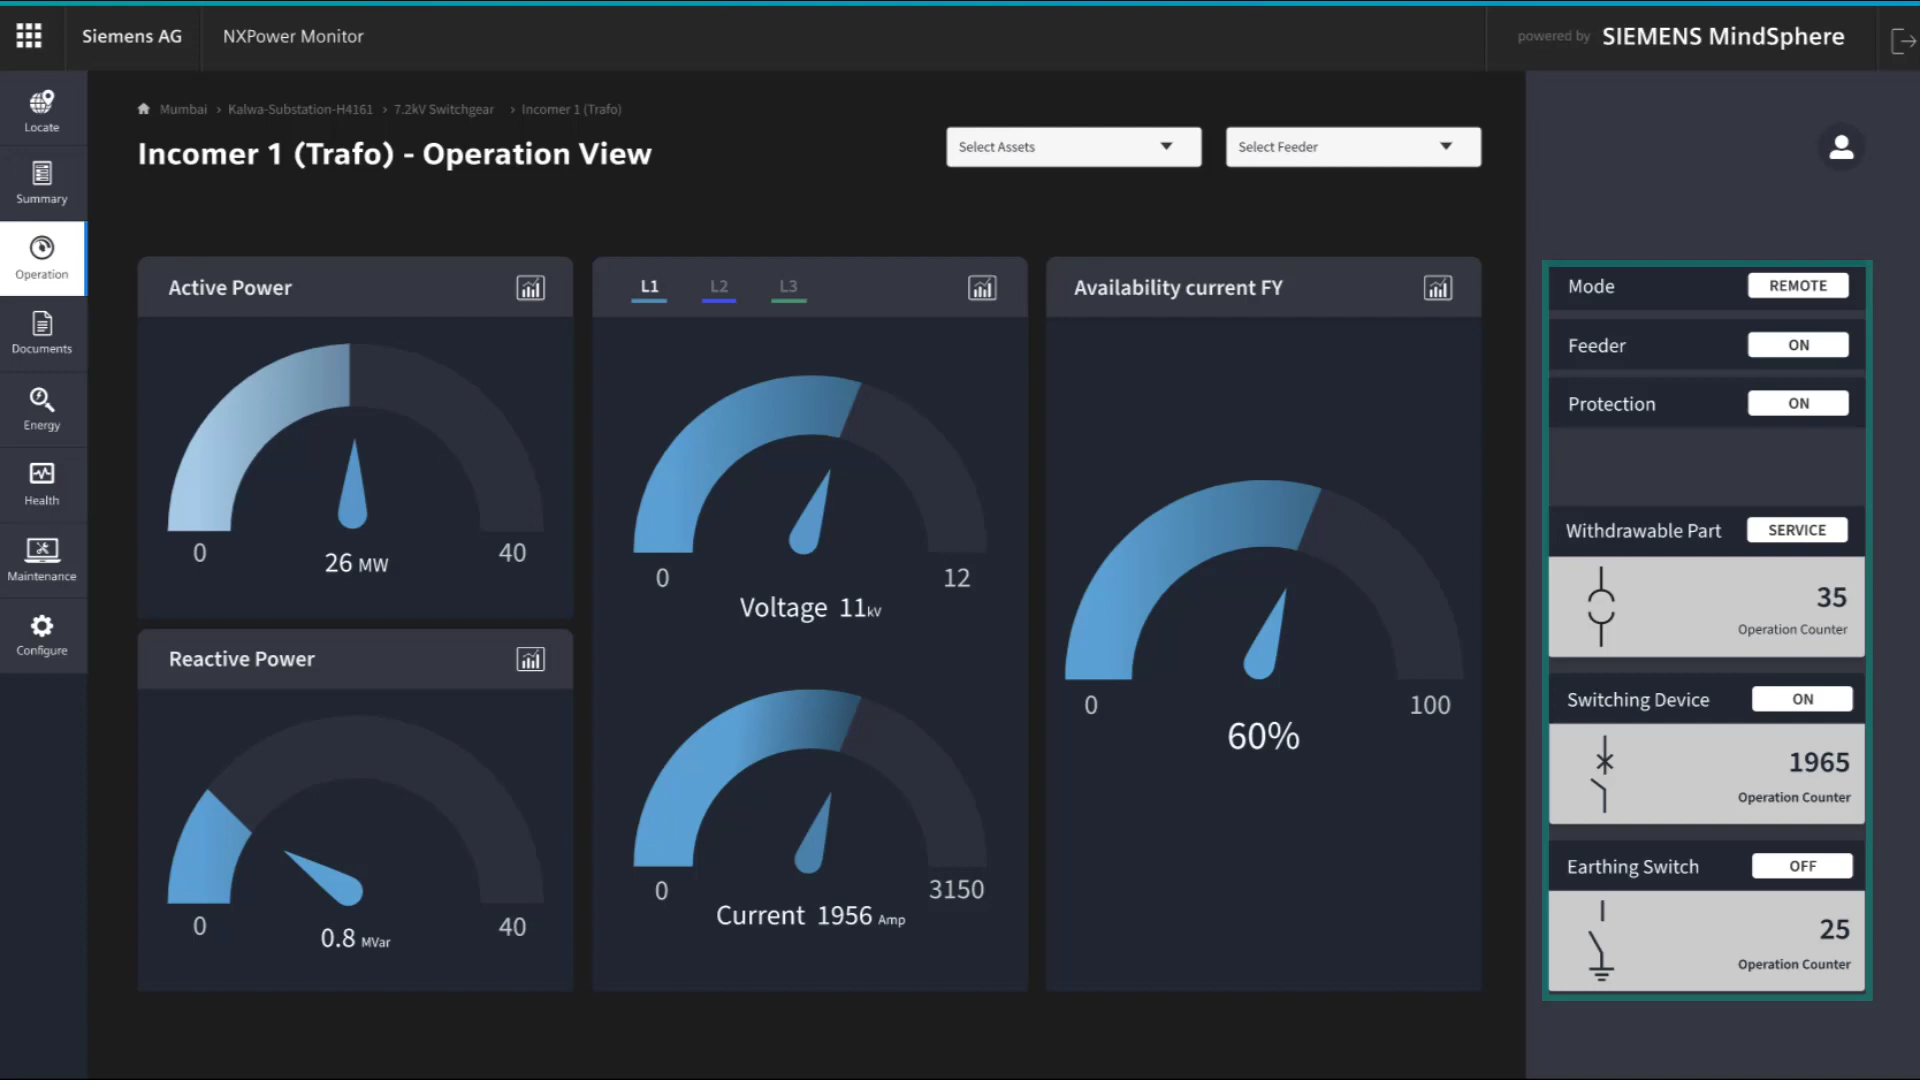 Siemens AG
NXPower Monitor
powered by SIEMENS MindSphere
Locate
Summary
Operation
Documents
Energy
Health
Maintenance
Configure
Mumbai > Kalwa-Substation-H4161 > 7.2kV Switchgear > Incomer 1 (Trafo)
Incomer 1 (Trafo) - Operation View
Select Assets
Select Feeder
Active Power
0
40
26 MW
Reactive Power
0
40
0.8 MVar
L1 L2 L3
0
12
Voltage 11kV
0
3150
Current 1956 Amp
Availability current FY
0
100
60%
Mode REMOTE
Feeder ON
Protection ON
Withdrawable Part SERVICE
35
Operation Counter
Switching Device ON
1965
Operation Counter
Earthing Switch OFF
25
Operation Counter